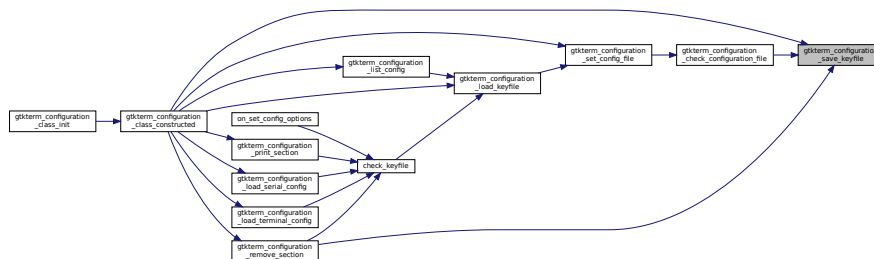 gtkterm_configuration
_save_keyfile
gtkterm_configuration
_set_config_file
gtkterm_configuration
_check_configuration_file
gtkterm_configuration
_list_config
gtkterm_configuration
_load_keyfile
gtkterm_configuration
_class_init
gtkterm_configuration
_class_constructed
on_set_config_options
gtkterm_configuration
_print_section
check_keyfile
gtkterm_configuration
_load_serial_config
gtkterm_configuration
_load_terminal_config
gtkterm_configuration
_remove_section